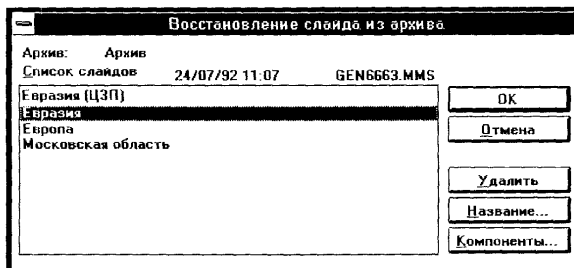 Восстановление слайда из архива
Архив: Архив
Список слайдов 24/07/92 11:07 GEN6663.MMS
Евразия (ЦЗП)
Евразия
Европа
Московская область
OK
Отмена
Удалить
Название...
Компоненты...